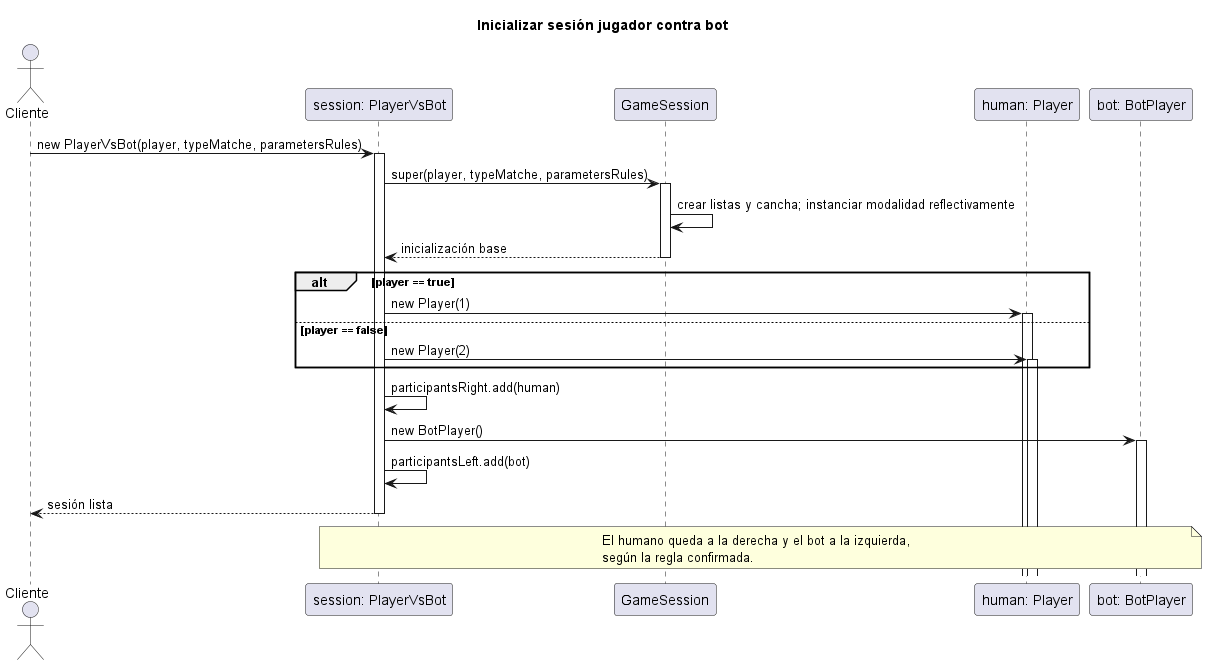 Inicializar sesión jugador contra bot
Cliente
session: PlayerVsBot
GameSession
human: Player
bot: BotPlayer
new PlayerVsBot(player, typeMatche, parametersRules)
super(player, typeMatche, parametersRules)
crear listas y cancha; instanciar modalidad reflectivamente
inicialización base
alt
[player == true]
new Player(1)
[player == false]
new Player(2)
participantsRight.add(human)
new BotPlayer()
participantsLeft.add(bot)
sesión lista
El humano queda a la derecha y el bot a la izquierda,
según la regla confirmada.
Cliente
session: PlayerVsBot
GameSession
human: Player
bot: BotPlayer